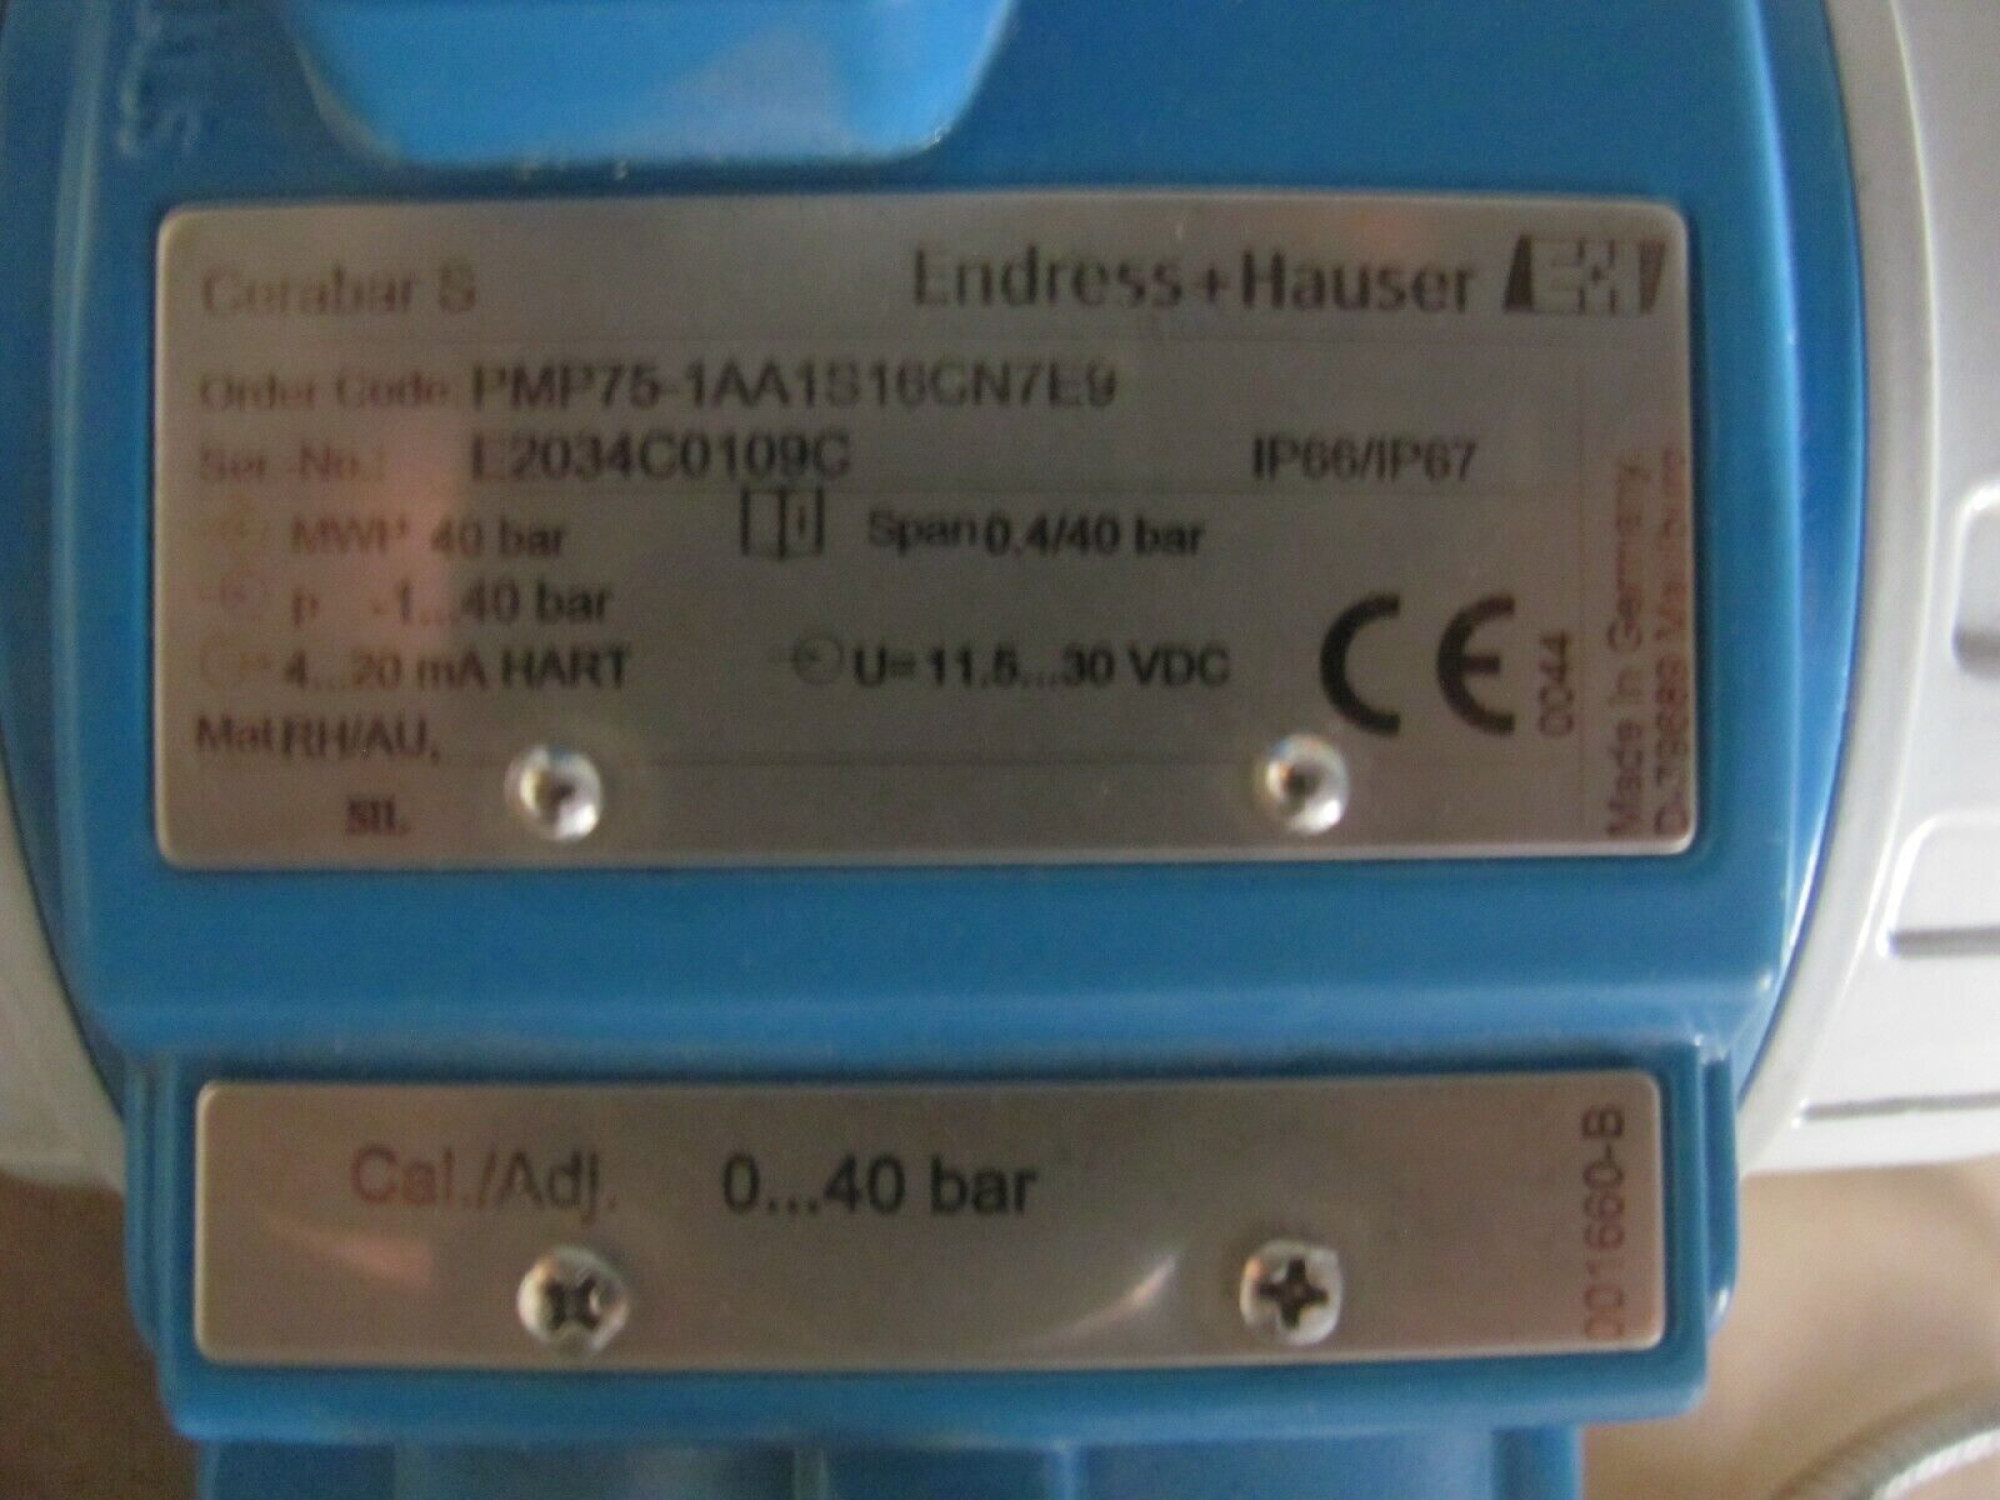 Cerabar S
Endress+Hauser
Order Code: PMP75-1AA1S16CN7E9
Ser.-No.: E2034C0109C IP66/IP67
MWP 40 bar Span 0.4/40 bar
p -1...40 bar
4...20 mA HART U= 11.5...30 VDC
Mat. RH/AU,
CE 0044
SIL
Made in Germany,
Cal./Adj. 0...40 bar
001660-B